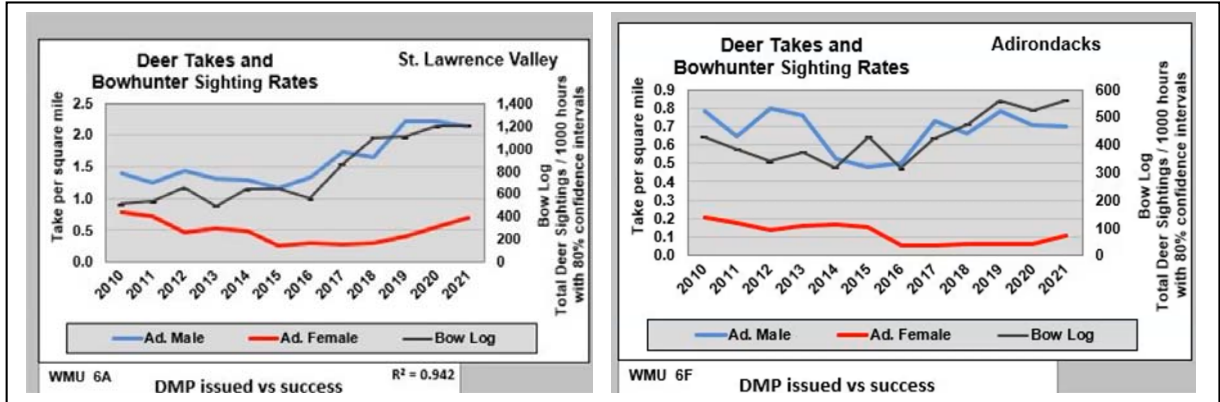 Deer Takes and
Bowhunter Sighting Rates
St. Lawrence Valley
Take per square mile
2.5
2.0
1.5
1.0
0.5
0.0
1,400
1,200
1,000
800
600
400
200
0
Bow Log
Total Deer Sightings / 1000 hours
with 80% confidence intervals
2010
2011
2012
2013
2014
2015
2016
2017
2018
2019
2020
2021
Ad. Male
Ad. Female
Bow Log
WMU 6A
R² = 0.942
DMP issued vs success
Deer Takes and
Bowhunter Sighting Rates
Adirondacks
Take per square mile
0.9
0.8
0.7
0.6
0.5
0.4
0.3
0.2
0.1
0.0
600
500
400
300
200
100
0
Bow Log
Total Deer Sightings / 1000 hours
with 80% confidence intervals
2010
2011
2012
2013
2014
2015
2016
2017
2018
2019
2020
2021
Ad. Male
Ad. Female
Bow Log
WMU 6F
DMP issued vs success